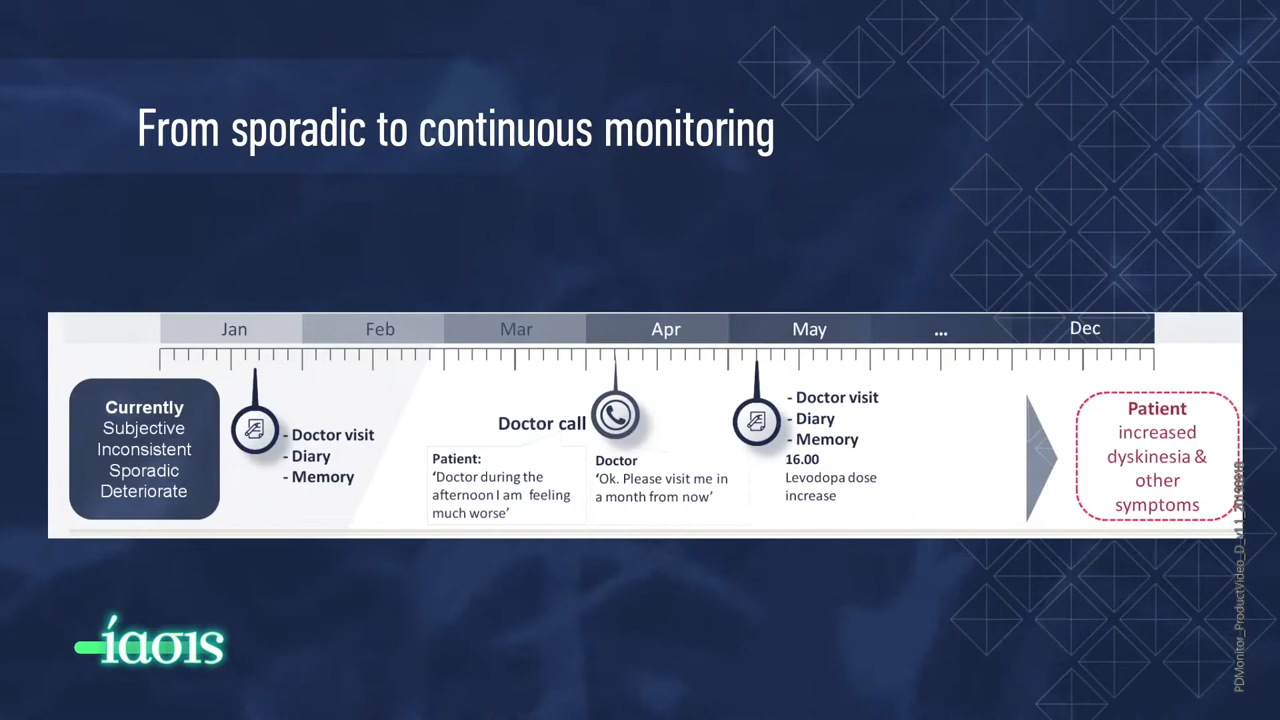 From sporadic to continuous monitoring
Jan Feb Mar Apr May ... Dec
Currently
Subjective
Inconsistent
Sporadic
Deteriorate
- Doctor visit
- Diary
- Memory
Doctor call
Patient:
‘Doctor during the
afternoon I am feeling
much worse’
Doctor
‘Ok. Please visit me in
a month from now’
- Doctor visit
- Diary
- Memory
16.00
Levodopa dose
increase
Patient
increased
dyskinesia &
other
symptoms
ίασις